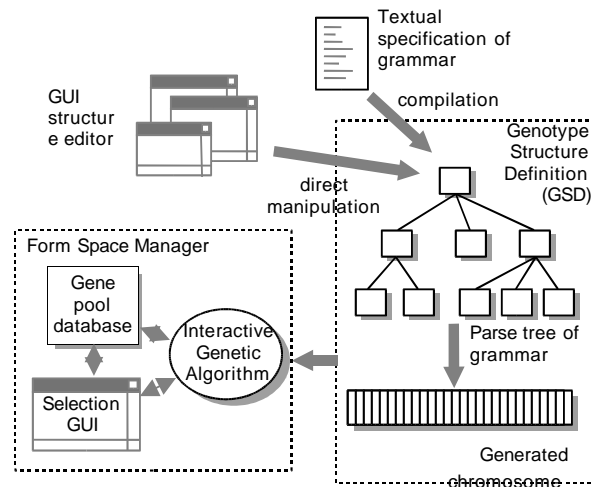 Textual
specification of
grammar
compilation
GUI
structur
e editor
direct
manipulation
Genotype
Structure
Definition
(GSD)
Form Space Manager
Gene
pool
database
Interactive
Genetic
Algorithm
Selection
GUI
Parse tree of
grammar
Generated
chromosome